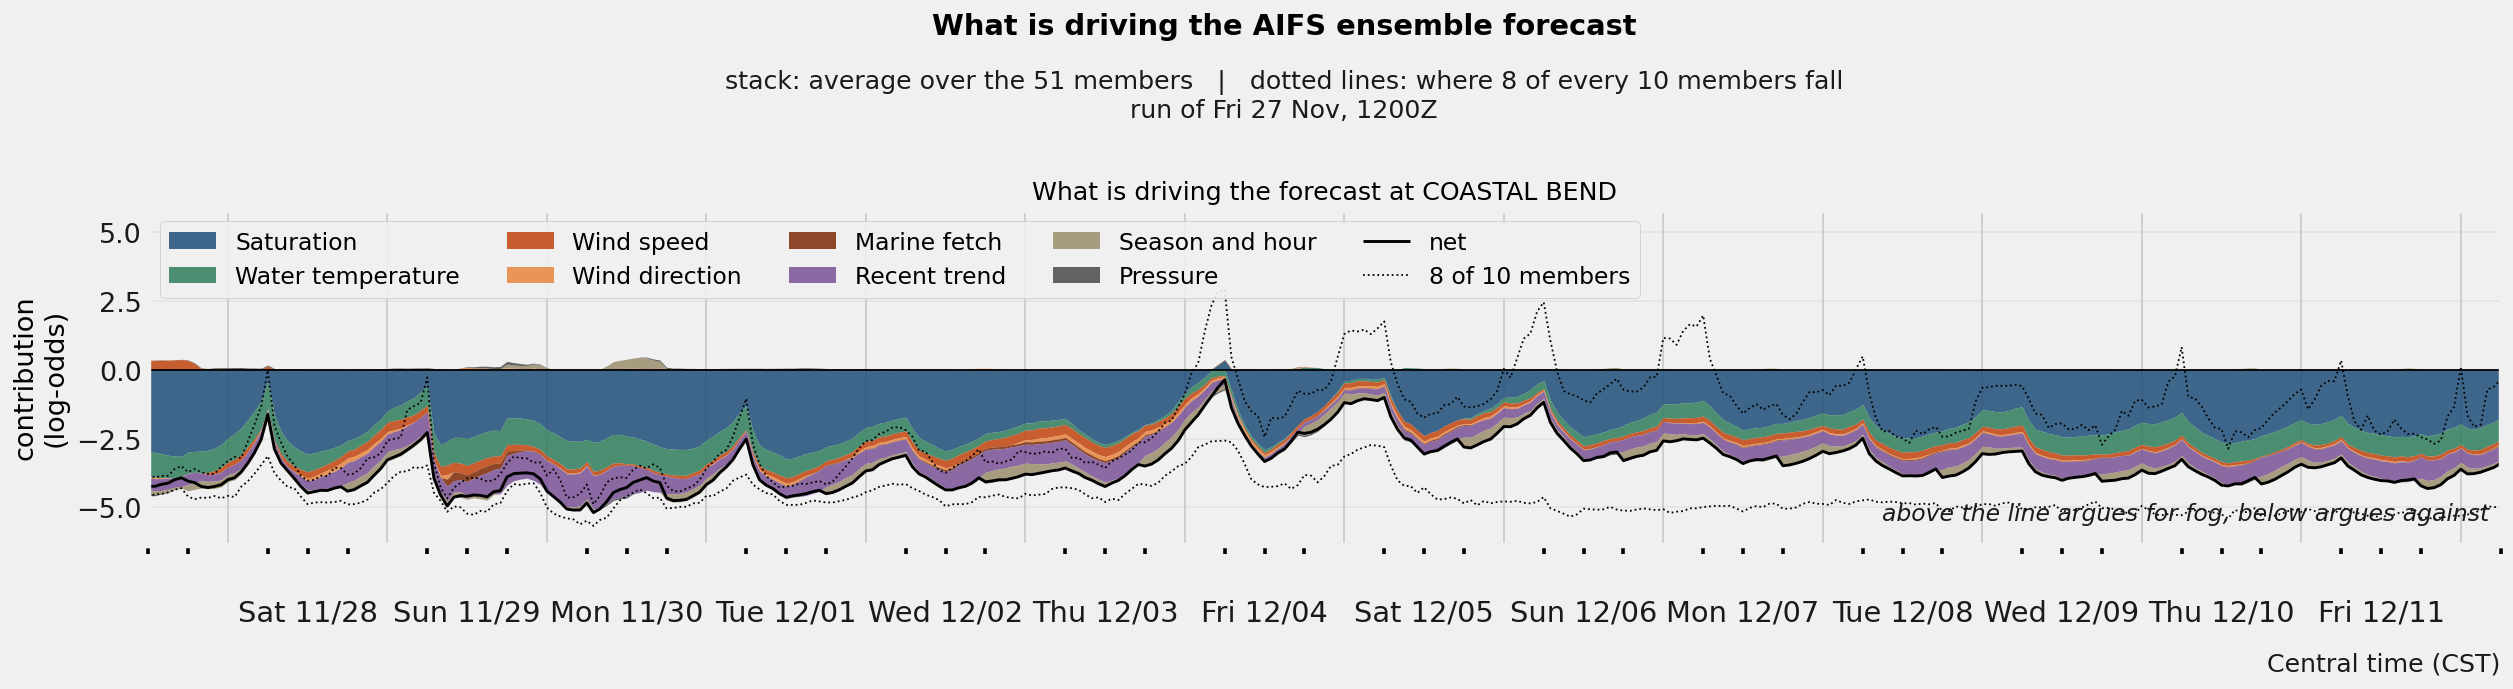 What is driving the AIFS ensemble forecast
stack: average over the 51 members | dotted lines: where 8 of every 10 members fall
run of Fri 27 Nov, 1200Z
What is driving the forecast at COASTAL BEND
Saturation Wind speed Marine fetch Season and hour net
Water temperature Wind direction Recent trend Pressure 8 of 10 members
contribution
(log-odds)
5.0
2.5
0.0
−2.5
−5.0
above the line argues for fog, below argues against
Sat 11/28 Sun 11/29 Mon 11/30 Tue 12/01 Wed 12/02 Thu 12/03 Fri 12/04 Sat 12/05 Sun 12/06 Mon 12/07 Tue 12/08 Wed 12/09 Thu 12/10 Fri 12/11
Central time (CST)